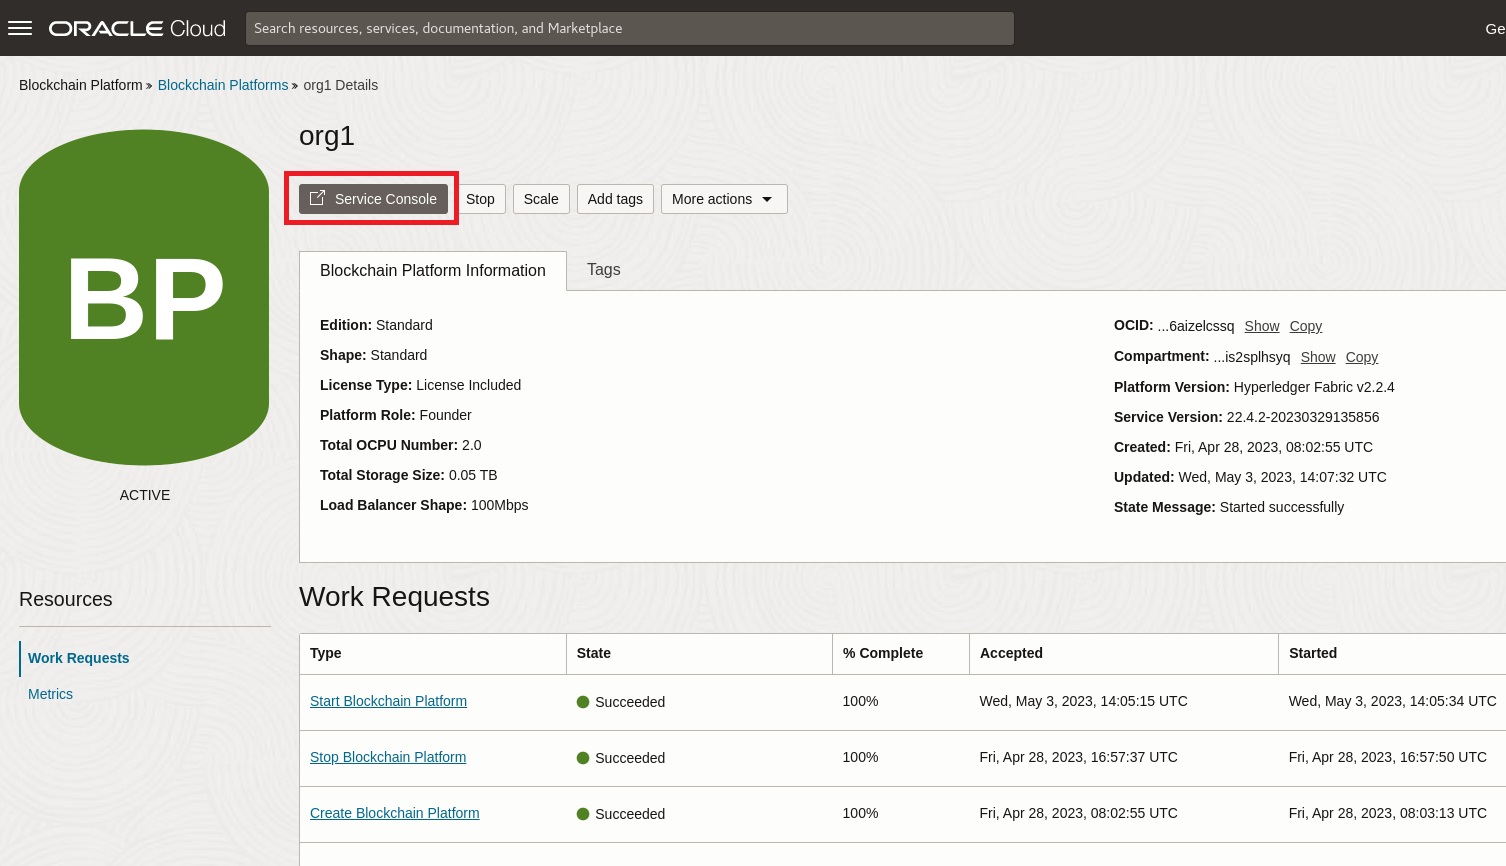 ORACLE Cloud
Search resources, services, documentation, and Marketplace
Ge
Blockchain Platform » Blockchain Platforms » org1 Details
BP
ACTIVE
org1
Service Console
Stop
Scale
Add tags
More actions
Blockchain Platform Information
Tags
Edition: Standard
Shape: Standard
License Type: License Included
Platform Role: Founder
Total OCPU Number: 2.0
Total Storage Size: 0.05 TB
Load Balancer Shape: 100Mbps
OCID: ...6aizelcssq Show Copy
Compartment: ...is2splhsyq Show Copy
Platform Version: Hyperledger Fabric v2.2.4
Service Version: 22.4.2-20230329135856
Created: Fri, Apr 28, 2023, 08:02:55 UTC
Updated: Wed, May 3, 2023, 14:07:32 UTC
State Message: Started successfully
Resources
Work Requests
Metrics
Work Requests
Type State % Complete Accepted Started
Start Blockchain Platform Succeeded 100% Wed, May 3, 2023, 14:05:15 UTC Wed, May 3, 2023, 14:05:34 UTC
Stop Blockchain Platform Succeeded 100% Fri, Apr 28, 2023, 16:57:37 UTC Fri, Apr 28, 2023, 16:57:50 UTC
Create Blockchain Platform Succeeded 100% Fri, Apr 28, 2023, 08:02:55 UTC Fri, Apr 28, 2023, 08:03:13 UTC